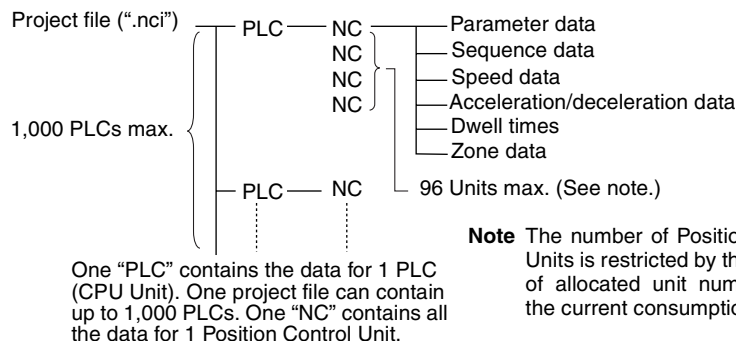 Project file (".nci")
PLC
NC
Parameter data
NC
Sequence data
NC
Speed data
NC
Acceleration/deceleration data
1,000 PLCs max.
Dwell times
Zone data
PLC
NC
96 Units max. (See note.)
Note The number of Position
Units is restricted by th
of allocated unit num
the current consumptio
One "PLC" contains the data for 1 PLC
(CPU Unit). One project file can contain
up to 1,000 PLCs. One "NC" contains all
the data for 1 Position Control Unit.